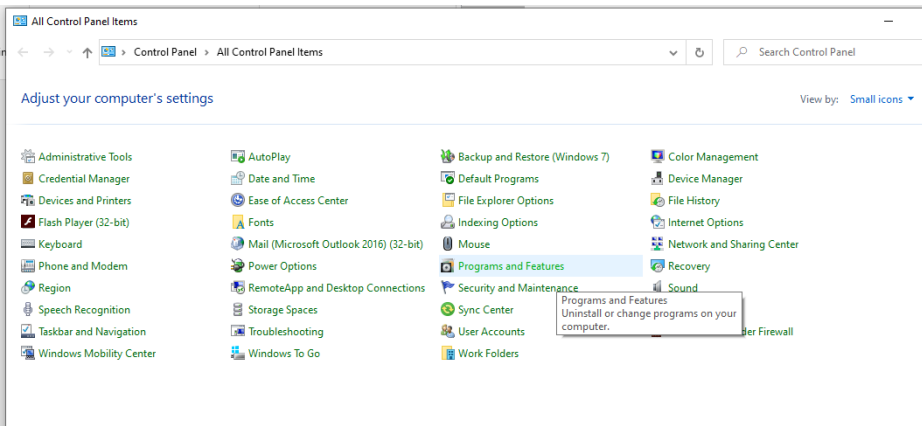 All Control Panel Items
Control Panel > All Control Panel Items
Search Control Panel
Adjust your computer's settings
View by: Small icons
Administrative Tools AutoPlay Backup and Restore (Windows 7) Color Management
Credential Manager Date and Time Default Programs Device Manager
Devices and Printers Ease of Access Center File Explorer Options File History
Flash Player (32-bit) Fonts Indexing Options Internet Options
Keyboard Mail (Microsoft Outlook 2016) (32-bit) Mouse Network and Sharing Center
Phone and Modem Power Options Programs and Features Recovery
Region RemoteApp and Desktop Connections Security and Maintenance Sound
Speech Recognition Storage Spaces Sync Center
Programs and Features
Uninstall or change programs on your
computer.
Taskbar and Navigation Troubleshooting User Accounts Firewall
Windows Mobility Center Windows To Go Work Folders